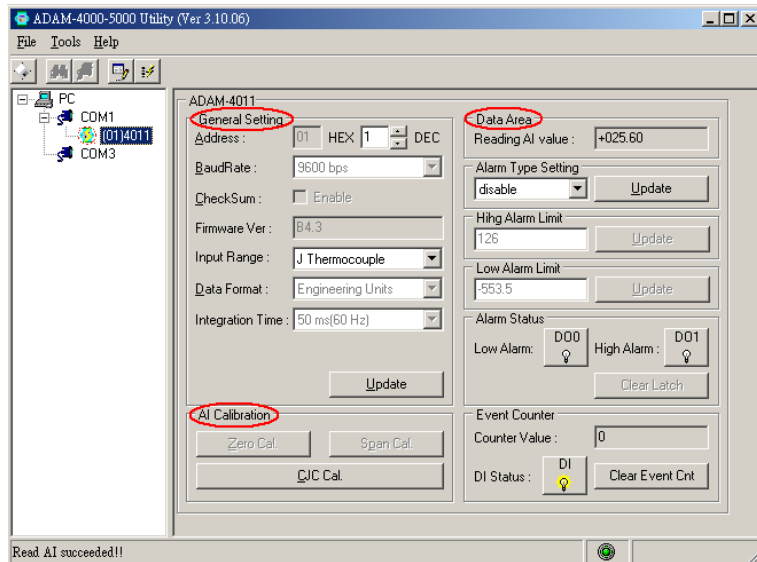 ADAM-4000-5000 Utility (Ver 3.10.06)
File Tools Help
PC
COM1
(01)4011
COM3
ADAM-4011
General Setting
Address : 01 HEX 1 DEC
BaudRate : 9600 bps
CheckSum : Enable
Firmware Ver : B4.3
Input Range : J Thermocouple
Data Format : Engineering Units
Integration Time : 50 ms(60 Hz)
Update
AI Calibration
Zero Cal. Span Cal.
CJC Cal.
Data Area
Reading AI value : +025.60
Alarm Type Setting
disable Update
Hihg Alarm Limit
126 Update
Low Alarm Limit
-553.5 Update
Alarm Status
Low Alarm: DO0 High Alarm : DO1
Clear Latch
Event Counter
Counter Value : 0
DI Status : DI Clear Event Cnt
Read AI succeeded!!